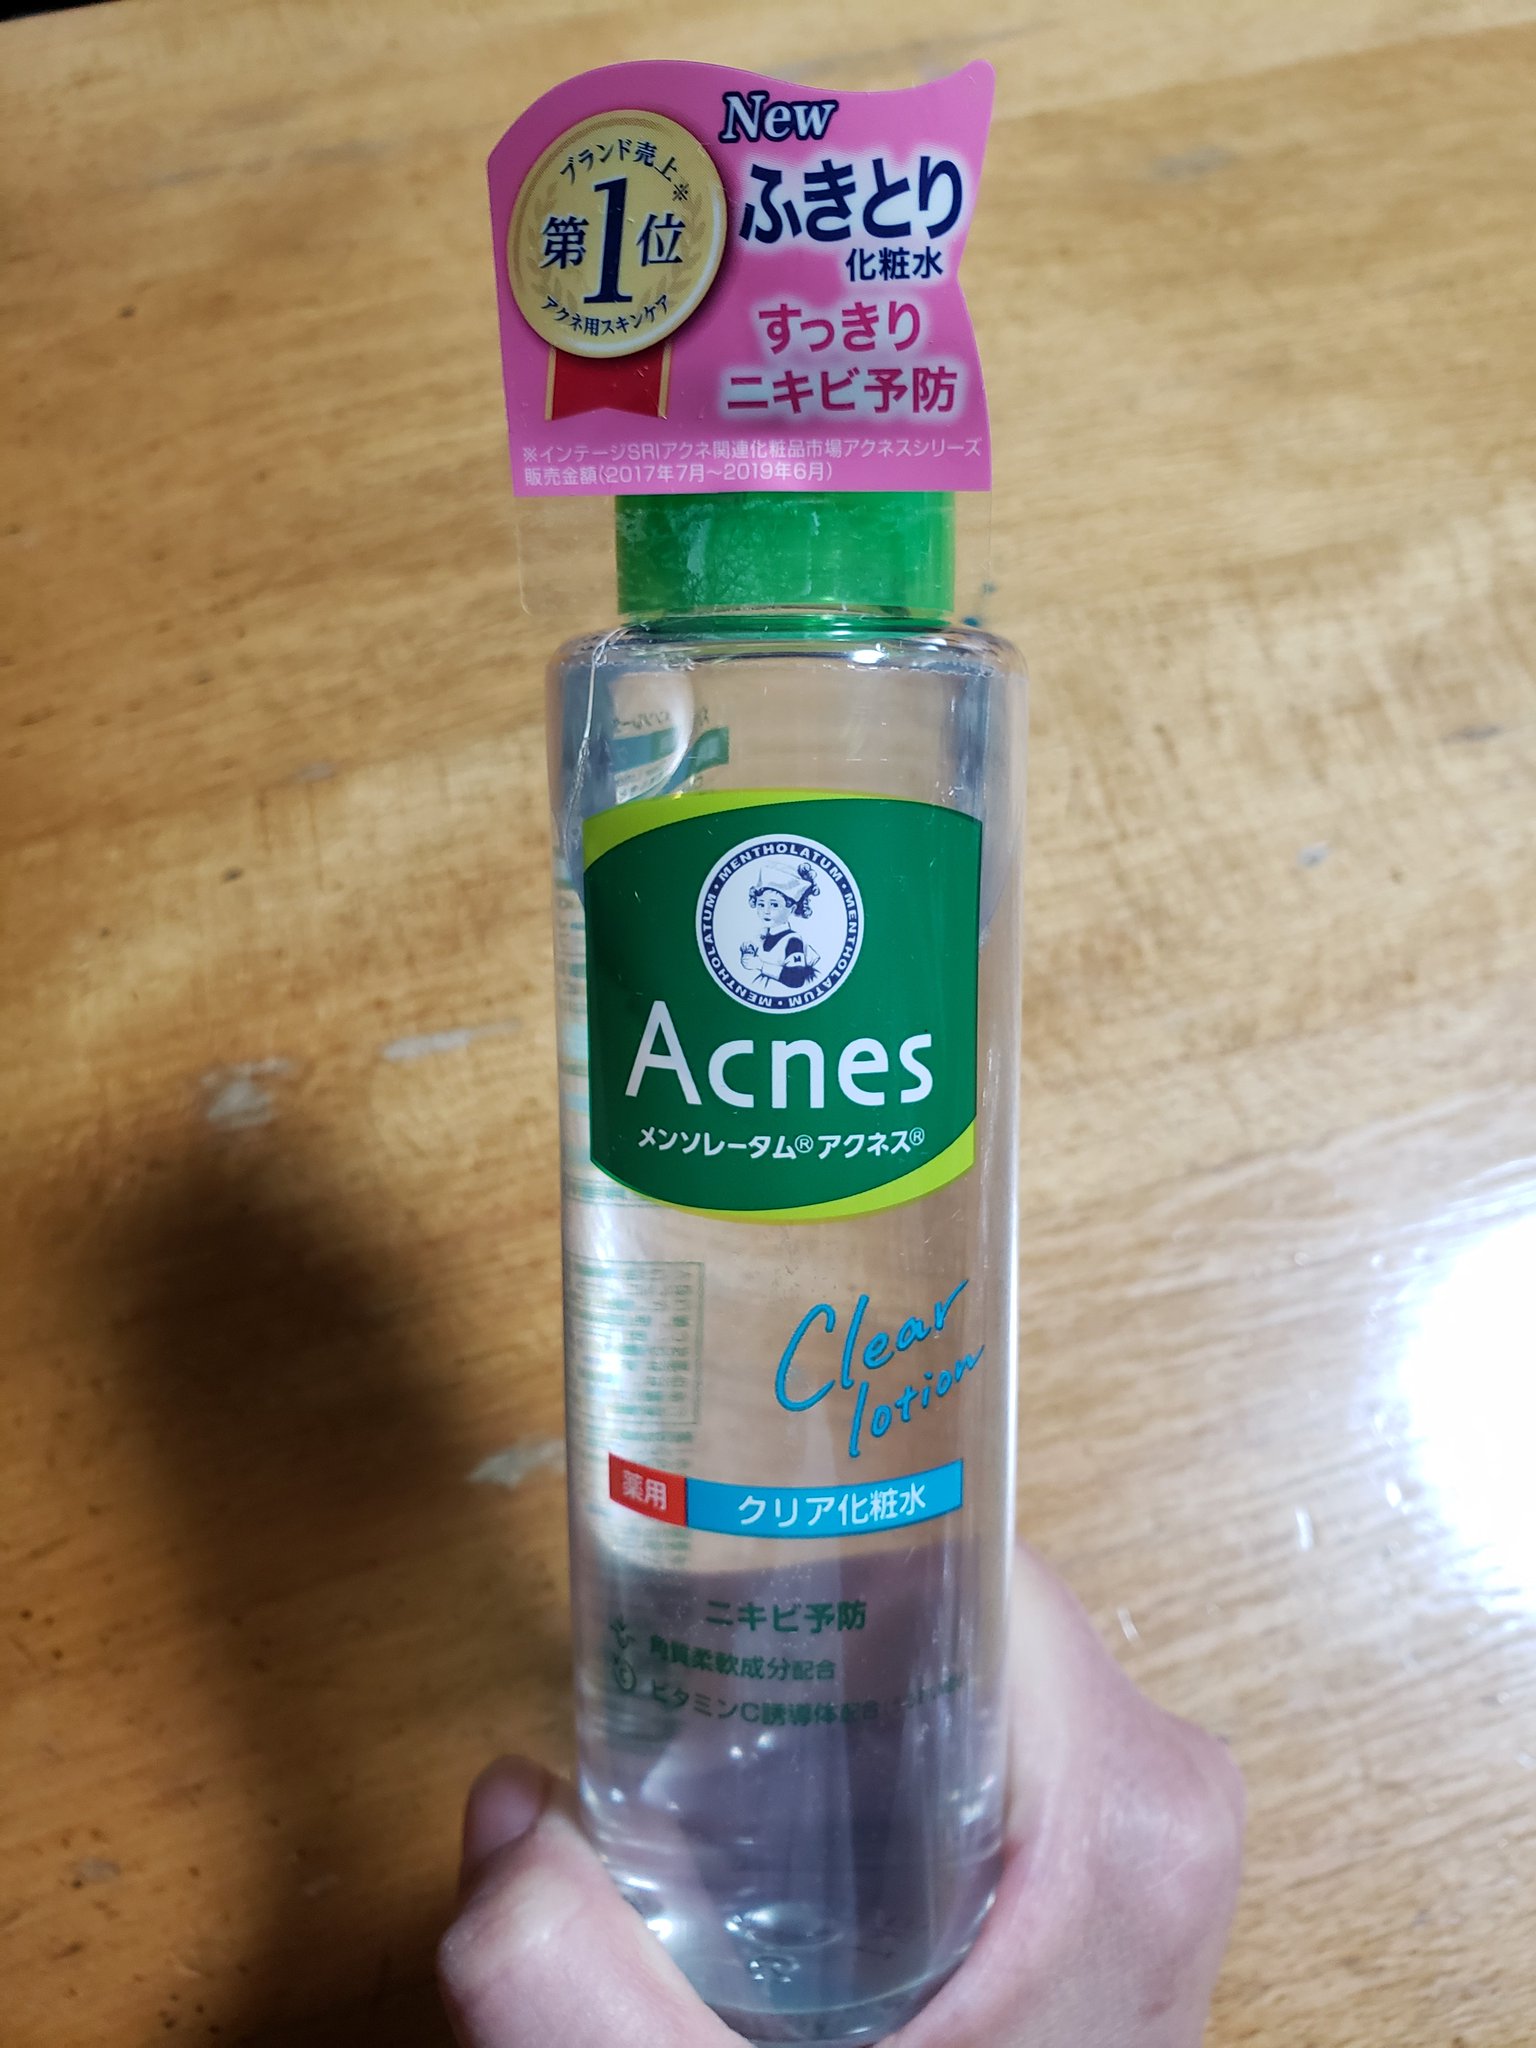 New
ブランド売上※
第1位
アクネ用スキンケア
ふきとり
化粧水
すっきり
ニキビ予防
※インテージSRIアクネ関連化粧品市場アクネスシリーズ
販売金額(2017年7月～2019年6月)
MENTHOLATUM・MENTHOLATUM・MENTHOLATUM・
Acnes
メンソレータム®アクネス®
Clear
lotion
薬用 クリア化粧水
ニキビ予防
角質柔軟成分配合
ビタミンC誘導体配合